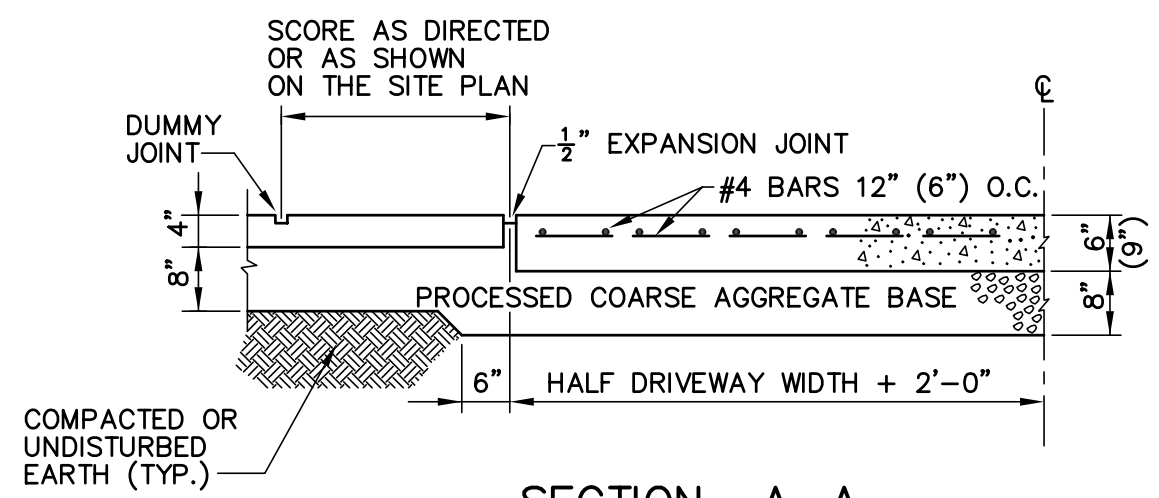 SCORE AS DIRECTED
OR AS SHOWN
ON THE SITE PLAN
℄
DUMMY
JOINT
1/2" EXPANSION JOINT
#4 BARS 12" (6") O.C.
4"
8"
6"
(9")
8"
PROCESSED COARSE AGGREGATE BASE
6"
HALF DRIVEWAY WIDTH + 2'-0"
COMPACTED OR
UNDISTURBED
EARTH (TYP.)
SECTION A-A